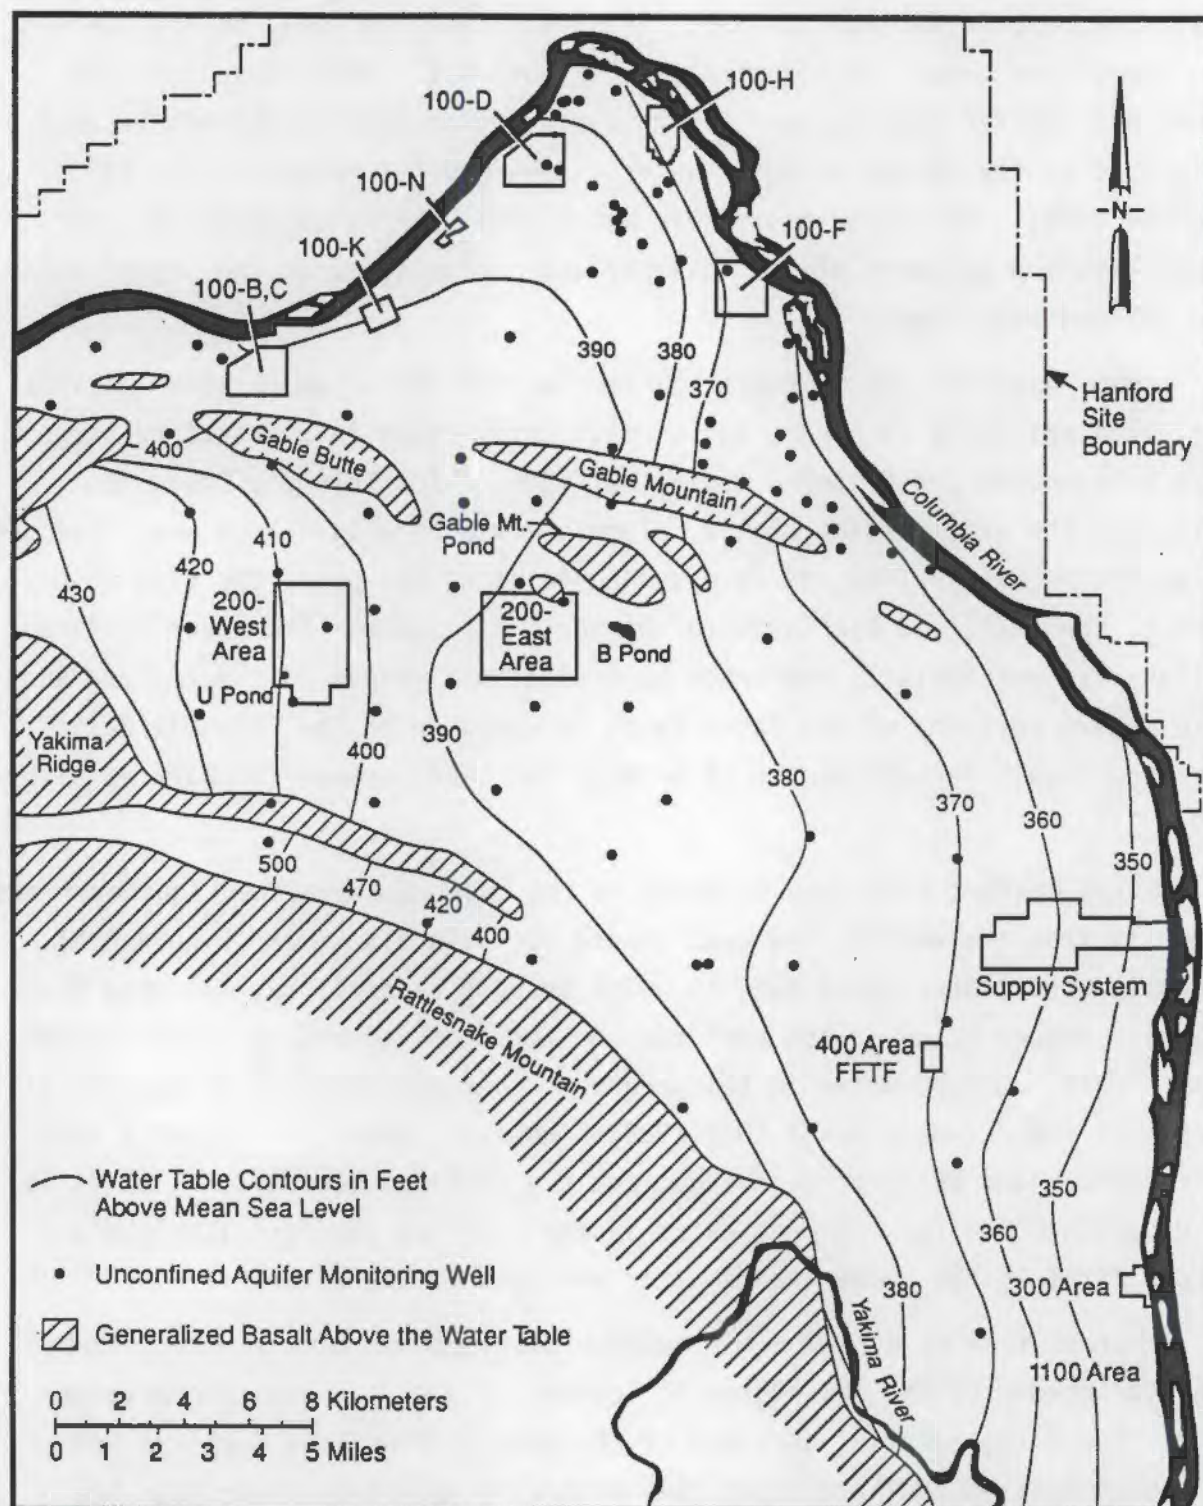 100-H
100-D
100-N
100-F
100-K
100-B,C
N
Hanford
Site
Boundary
390
380
370
400
Gable Butte
Gable Mountain
Gable Mt.
Pond
Columbia River
410
420
430
200-
West
Area
200-
East
Area
B Pond
U Pond
Yakima
Ridge
390
400
380
370
360
350
500
470
420
400
Supply System
Rattlesnake Mountain
400 Area
FFTF
350
360
380
300 Area
1100 Area
Yakima River
Water Table Contours in Feet
Above Mean Sea Level
Unconfined Aquifer Monitoring Well
Generalized Basalt Above the Water Table
0 2 4 6 8 Kilometers
0 1 2 3 4 5 Miles